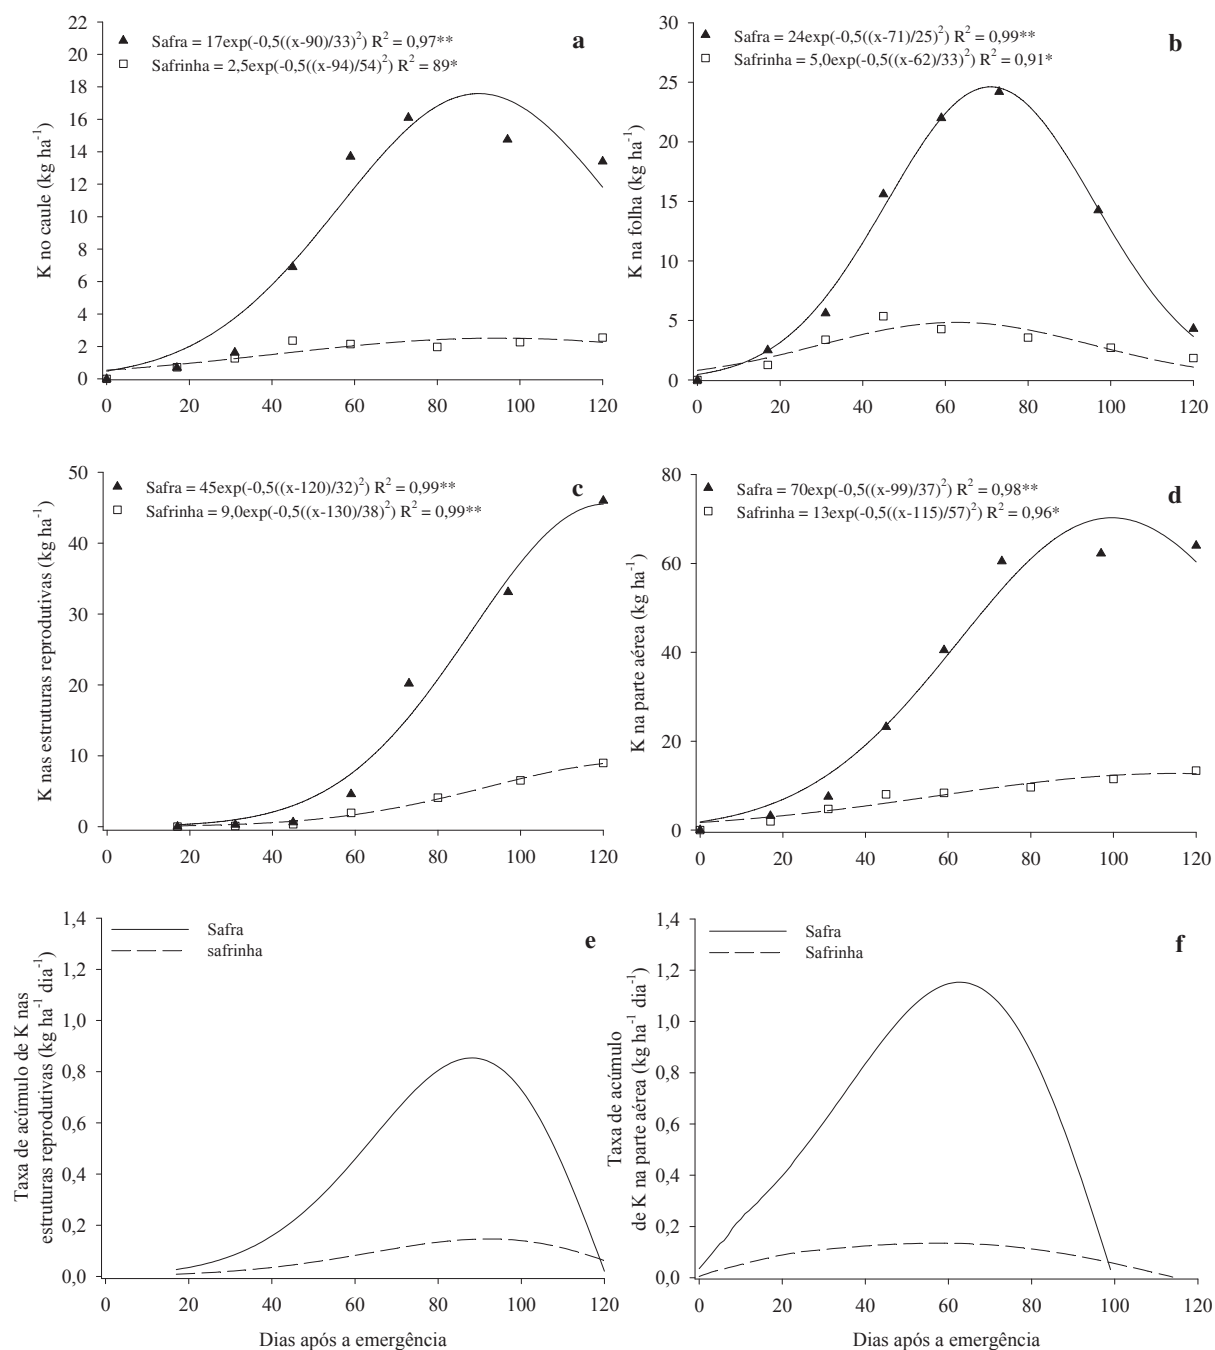 a
Safra = 17exp(-0,5((x-90)/33)²) R² = 0,97**
Safrinha = 2,5exp(-0,5((x-94)/54)²) R² = 89*
K no caule (kg ha⁻¹)
22
20
18
16
14
12
10
8
6
4
2
0
0 20 40 60 80 100 120
b
Safra = 24exp(-0,5((x-71)/25)²) R² = 0,99**
Safrinha = 5,0exp(-0,5((x-62)/33)²) R² = 0,91*
K na folha (kg ha⁻¹)
30
25
20
15
10
5
0
0 20 40 60 80 100 120
c
Safra = 45exp(-0,5((x-120)/32)²) R² = 0,99**
Safrinha = 9,0exp(-0,5((x-130)/38)²) R² = 0,99**
K nas estruturas reprodutivas (kg ha⁻¹)
50
40
30
20
10
0
0 20 40 60 80 100 120
d
Safra = 70exp(-0,5((x-99)/37)²) R² = 0,98**
Safrinha = 13exp(-0,5((x-115)/57)²) R² = 0,96*
K na parte aérea (kg ha⁻¹)
80
60
40
20
0
0 20 40 60 80 100 120
e
Safra
safrinha
Taxa de acúmulo de K nas
estruturas reprodutivas (kg ha⁻¹ dia⁻¹)
1,4
1,2
1,0
0,8
0,6
0,4
0,2
0,0
0 20 40 60 80 100 120
Dias após a emergência
f
Safra
Safrinha
Taxa de acúmulo
de K na parte aérea (kg ha⁻¹ dia⁻¹)
1,4
1,2
1,0
0,8
0,6
0,4
0,2
0,0
0 20 40 60 80 100 120
Dias após a emergência